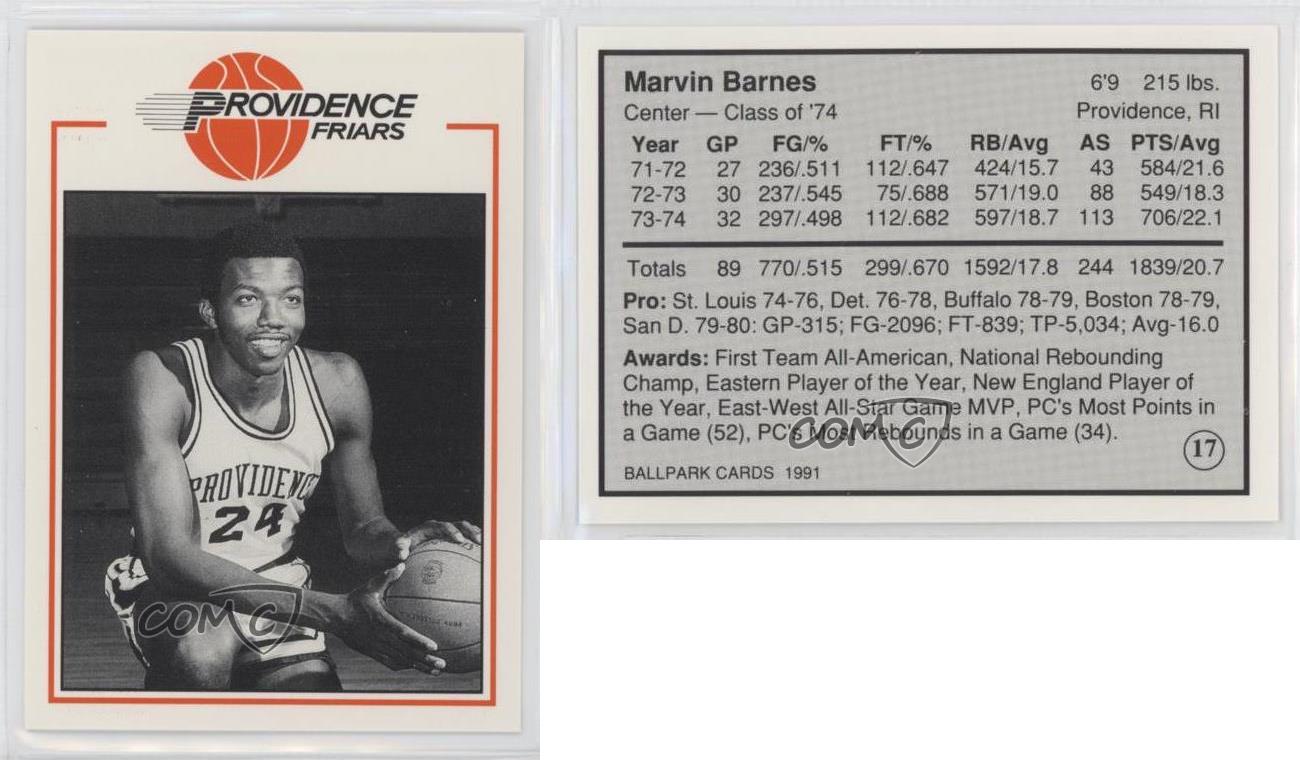 PROVIDENCE
FRIARS
PROVIDENCE
24
COMC
Marvin Barnes 6'9 215 lbs.
Center — Class of '74 Providence, RI
Year GP FG/% FT/% RB/Avg AS PTS/Avg
71-72 27 236/.511 112/.647 424/15.7 43 584/21.6
72-73 30 237/.545 75/.688 571/19.0 88 549/18.3
73-74 32 297/.498 112/.682 597/18.7 113 706/22.1
Totals 89 770/.515 299/.670 1592/17.8 244 1839/20.7
Pro: St. Louis 74-76, Det. 76-78, Buffalo 78-79, Boston 78-79,
San D. 79-80: GP-315; FG-2096; FT-839; TP-5,034; Avg-16.0
Awards: First Team All-American, National Rebounding
Champ, Eastern Player of the Year, New England Player of
the Year, East-West All-Star Game MVP, PC's Most Points in
a Game (52), PC's Most Rebounds in a Game (34).
COMC
17
BALLPARK CARDS 1991